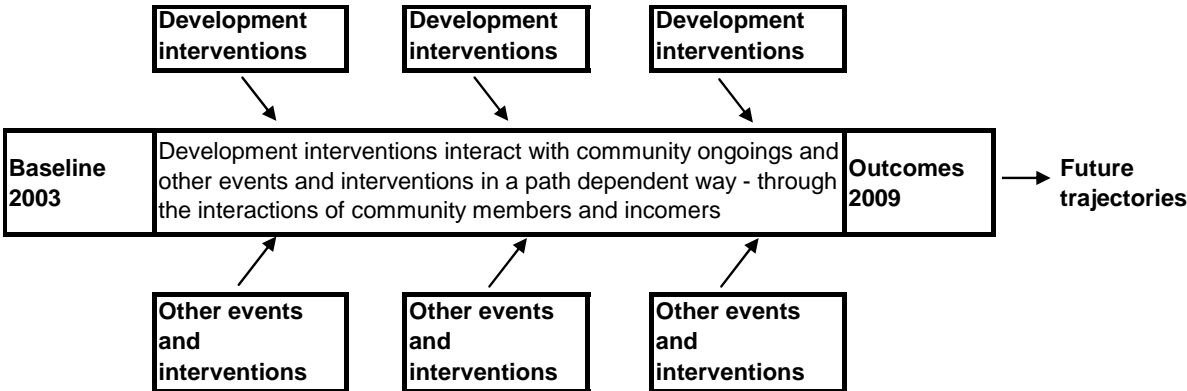 Development
interventions
Development
interventions
Development
interventions
Baseline
2003
Development interventions interact with community ongoings and
other events and interventions in a path dependent way - through
the interactions of community members and incomers
Outcomes
2009
Future
trajectories
Other events
and
interventions
Other events
and
interventions
Other events
and
interventions